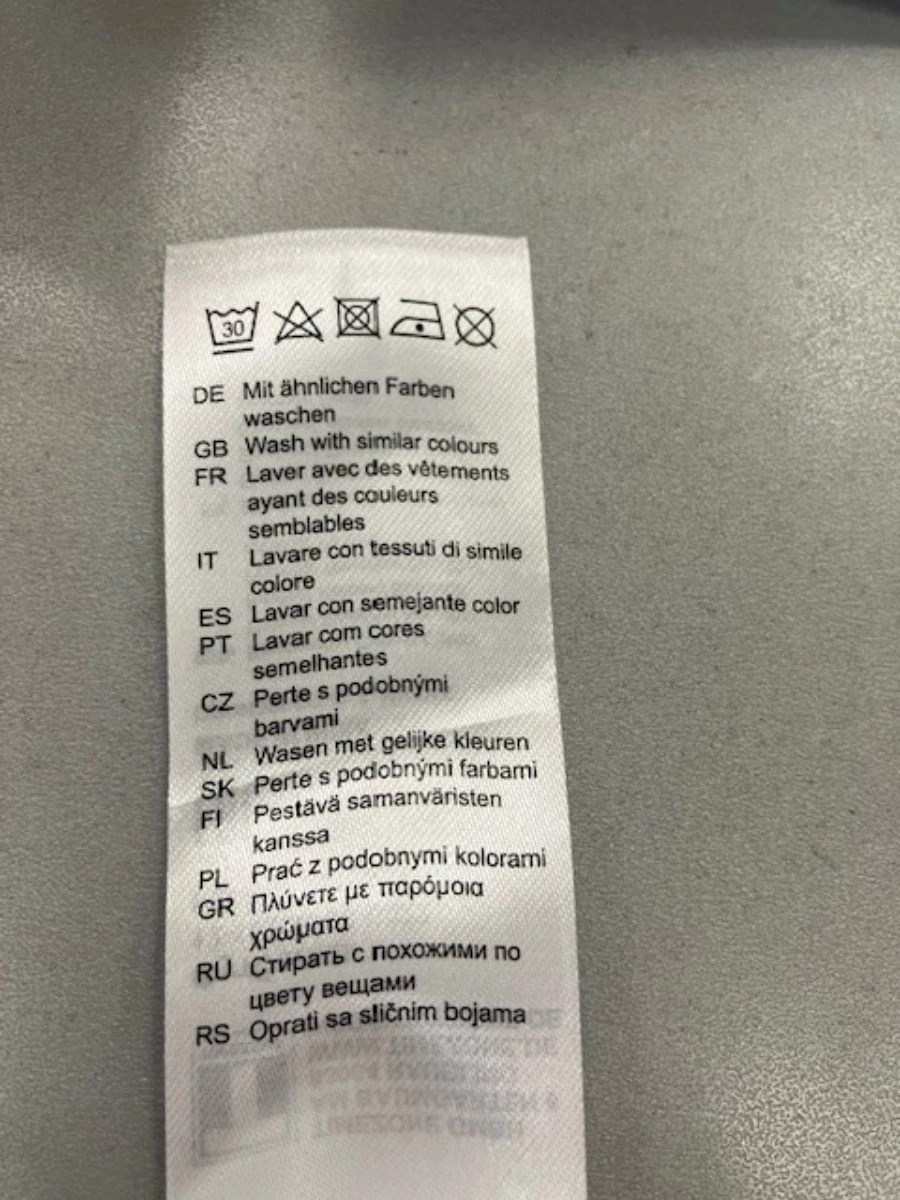 30
DE Mit ähnlichen Farben
waschen
GB Wash with similar colours
FR Laver avec des vêtements
ayant des couleurs
semblables
IT Lavare con tessuti di simile
colore
ES Lavar con semejante color
PT Lavar com cores
semelhantes
CZ Perte s podobnými
barvami
NL Wasen met gelijke kleuren
SK Perte s podobnými farbami
FI Pestävä samanväristen
kanssa
PL Prać z podobnymi kolorami
GR Πλύνετε με παρόμοια
χρώματα
RU Стирать с похожими по
цвету вещами
RS Oprati sa sličnim bojama